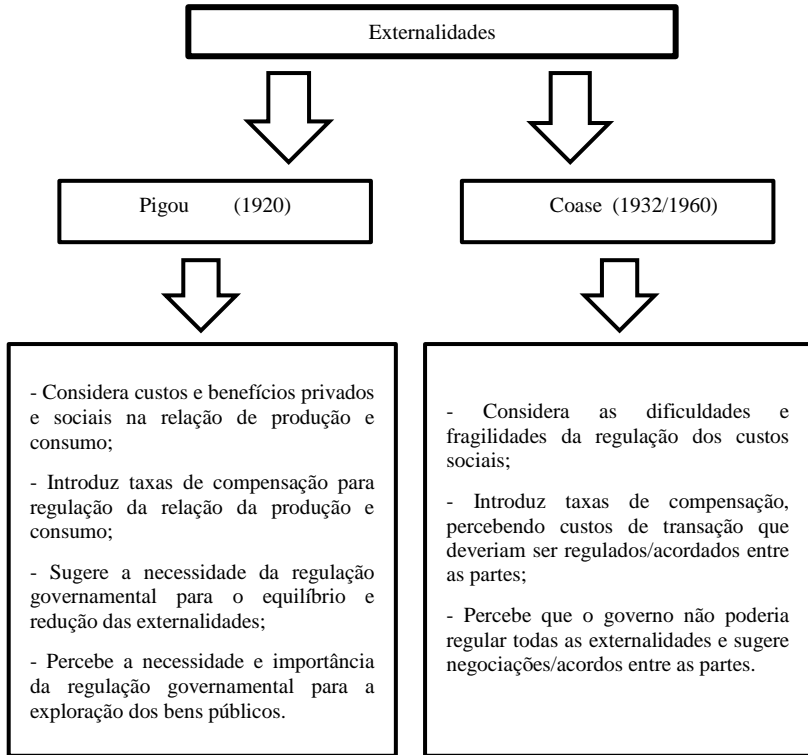 Externalidades
Pigou (1920)
Coase (1932/1960)
- Considera custos e benefícios privados
e sociais na relação de produção e
consumo;
- Introduz taxas de compensação para
regulação da relação da produção e
consumo;
- Sugere a necessidade da regulação
governamental para o equilíbrio e
redução das externalidades;
- Percebe a necessidade e importância
da regulação governamental para a
exploração dos bens públicos.
- Considera as dificuldades e
fragilidades da regulação dos custos
sociais;
- Introduz taxas de compensação,
percebendo custos de transação que
deveriam ser regulados/acordados entre
as partes;
- Percebe que o governo não poderia
regular todas as externalidades e sugere
negociações/acordos entre as partes.